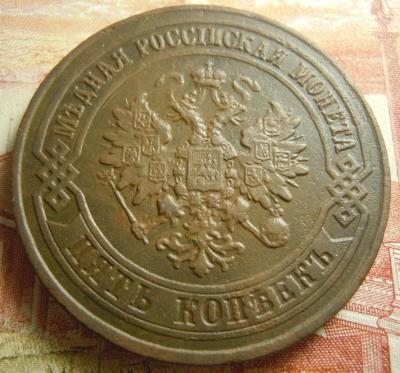 МѢДНАЯ РОССІЙСКАЯ МОНЕТА
ПЯТЬ КОПѢЕКЪ